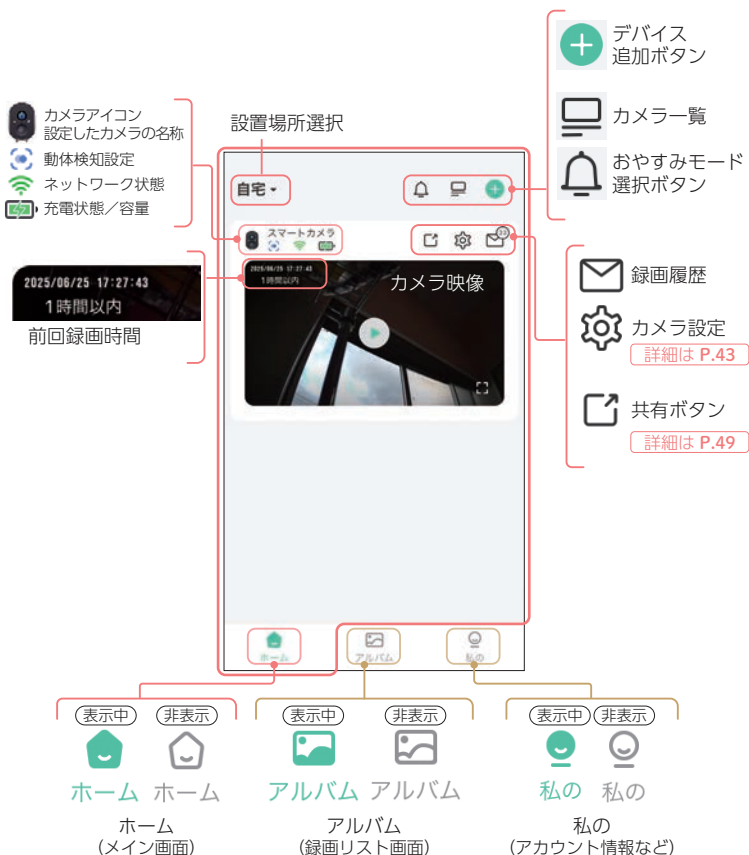 デバイス
追加ボタン
カメラ一覧
おやすみモード
選択ボタン
カメラアイコン
設定したカメラの名称
動体検知設定
ネットワーク状態
充電状態／容量
設置場所選択
自宅
スマートカメラ
2025/06/25 17:27:43
1時間以内
カメラ映像
2025/06/25 17:27:43
1時間以内
前回録画時間
録画履歴
カメラ設定
詳細は P.43
共有ボタン
詳細は P.49
ホーム
アルバム
私の
表示中
非表示
表示中
非表示
表示中
非表示
ホーム
ホーム
アルバム
アルバム
私の
私の
ホーム
（メイン画面）
アルバム
（録画リスト画面）
私の
（アカウント情報など）